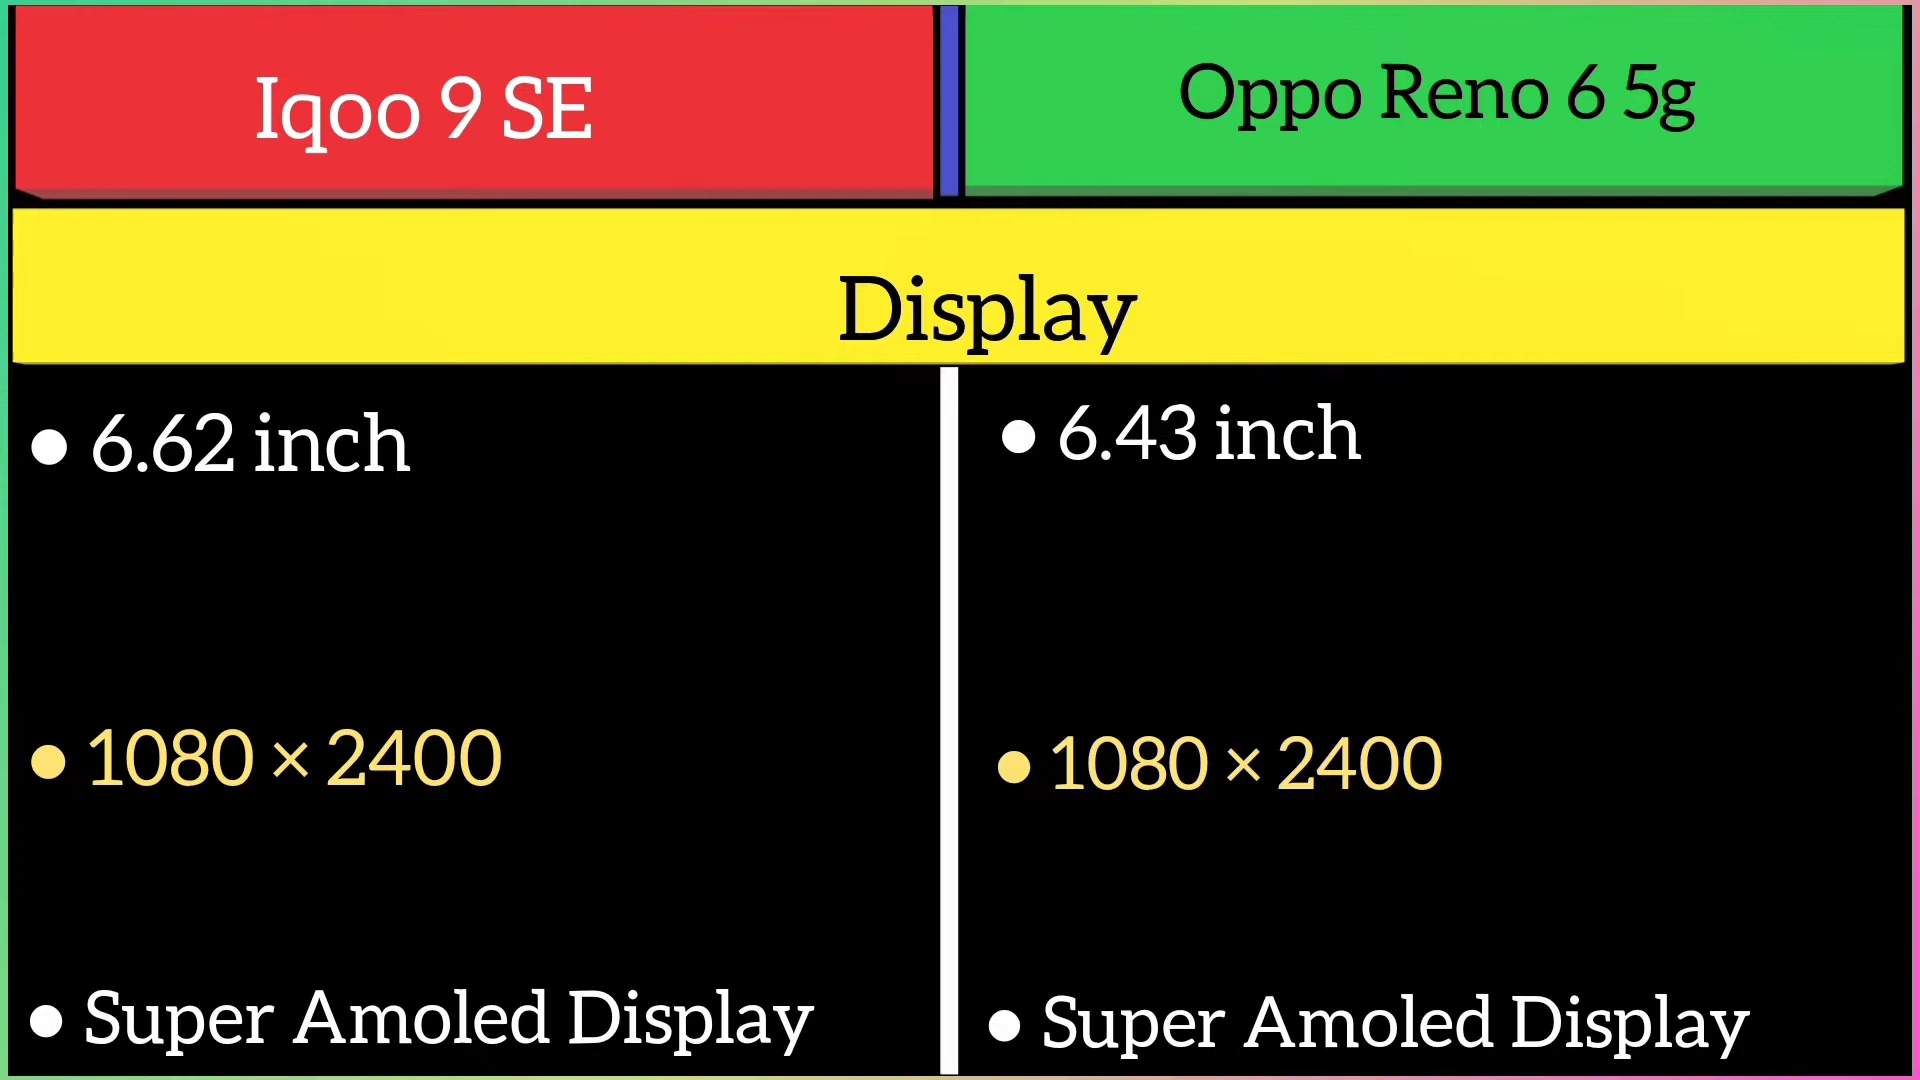 Iqoo 9 SE
Oppo Reno 6 5g
Display
• 6.62 inch
• 6.43 inch
• 1080 × 2400
• 1080 × 2400
• Super Amoled Display
• Super Amoled Display